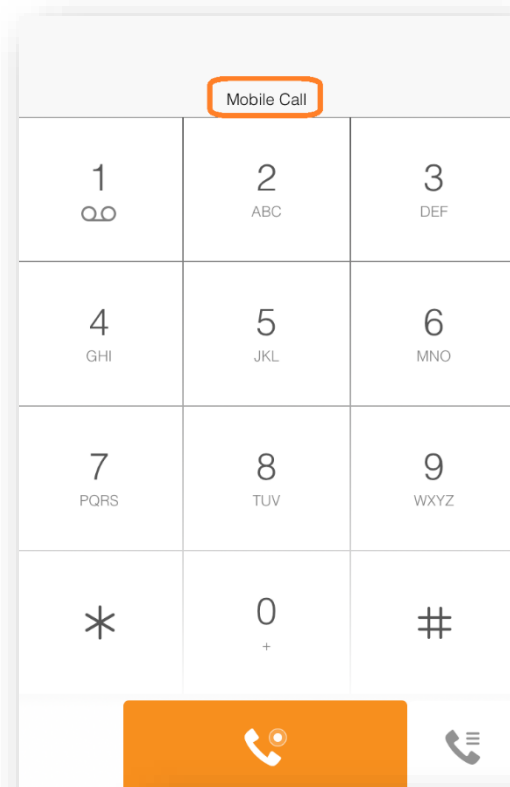 Mobile Call
1 2 3
ABC DEF
4 5 6
GHI JKL MNO
7 8 9
PQRS TUV WXYZ
* 0 #
+